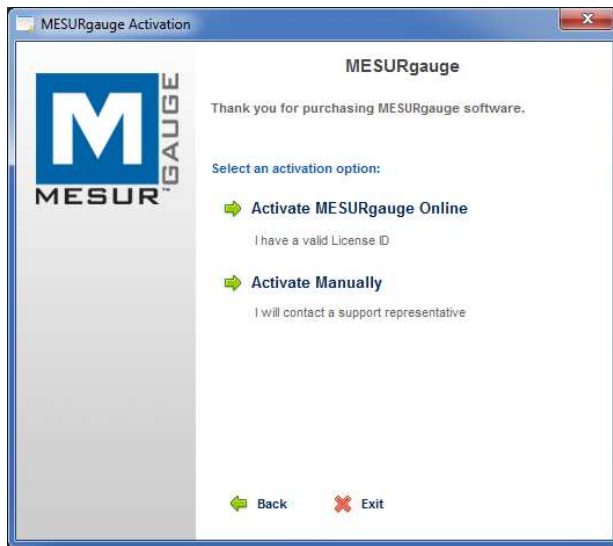 MESURgauge Activation
M
GAUGE
MESUR™
MESURgauge
Thank you for purchasing MESURgauge software.
Select an activation option:
Activate MESURgauge Online
I have a valid License ID
Activate Manually
I will contact a support representative
Back
Exit